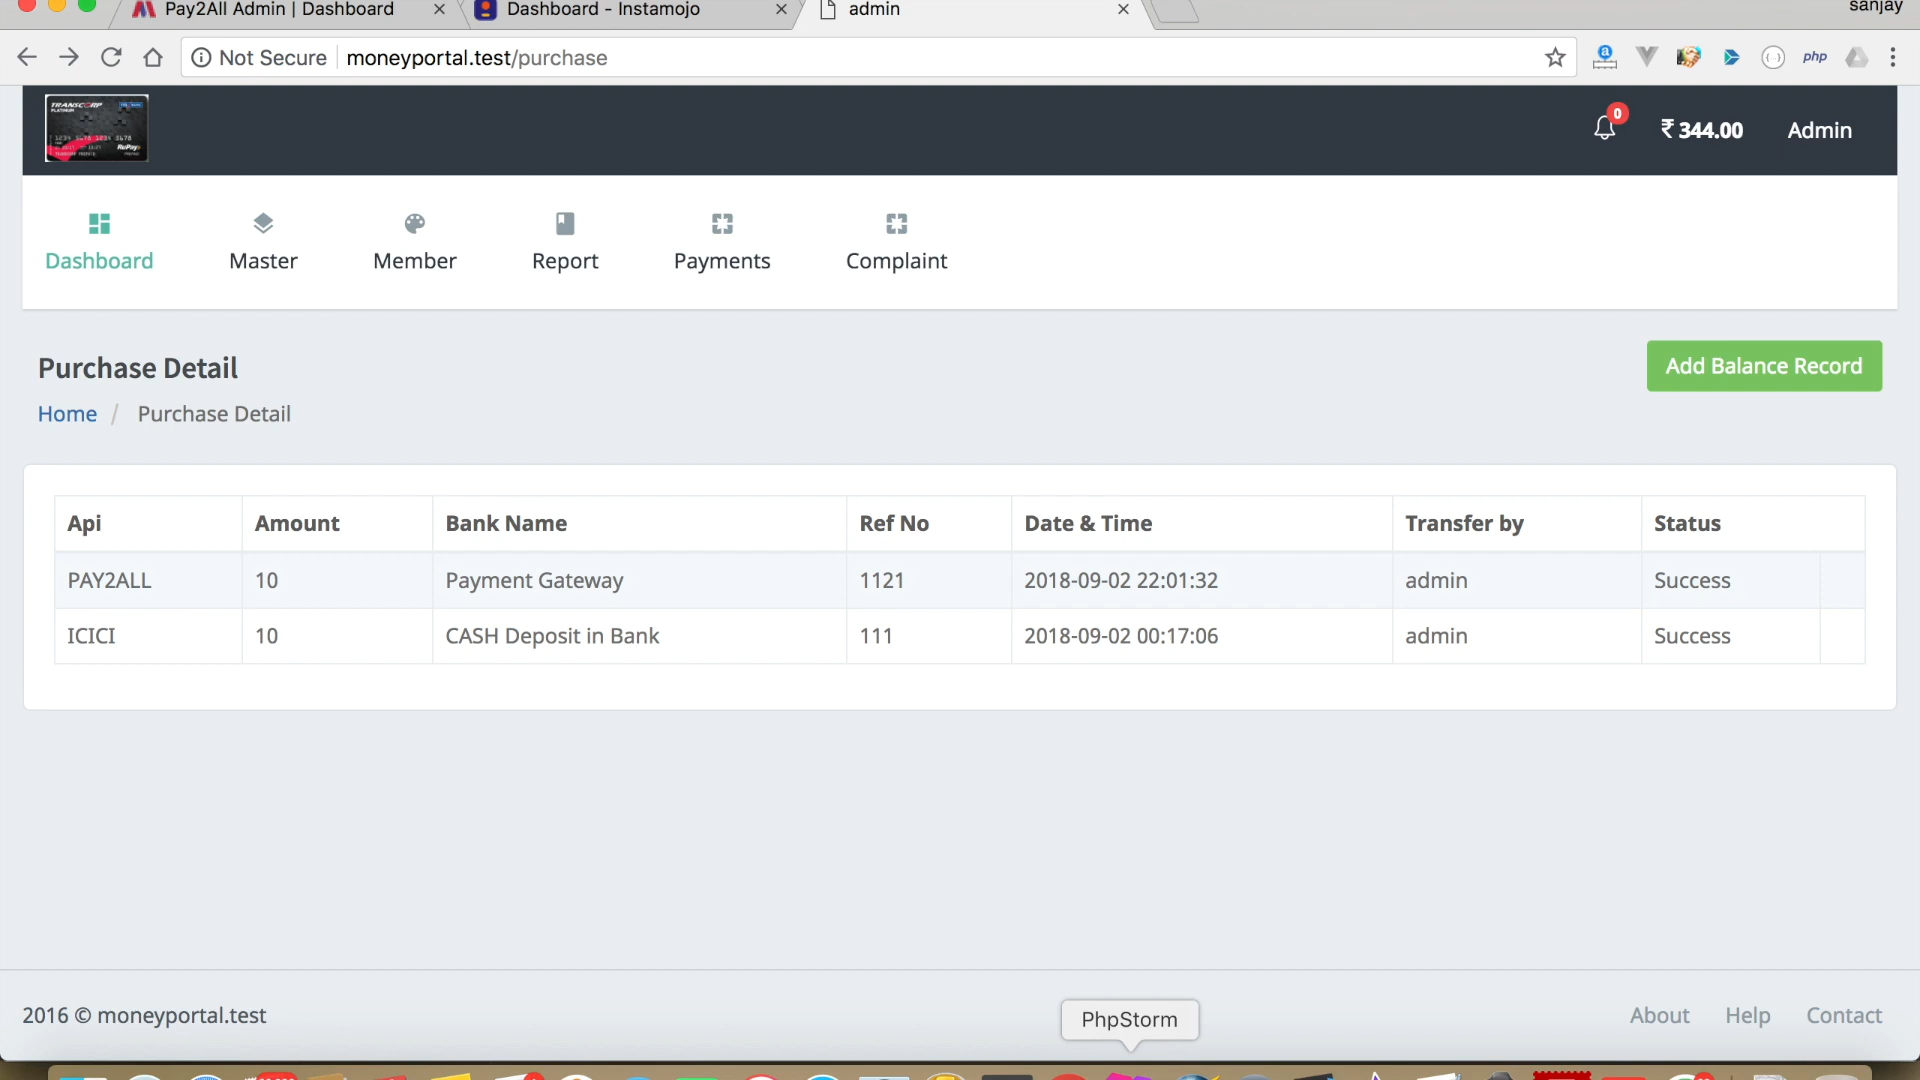 Pay2All Admin | Dashboard
Dashboard - Instamojo
admin
sanjay
Not Secure
moneyportal.test/purchase
php
TRANSCORP
PLATINUM
RuPay
0
₹ 344.00
Admin
Dashboard
Master
Member
Report
Payments
Complaint
Purchase Detail
Add Balance Record
Home / Purchase Detail
Api Amount Bank Name Ref No Date & Time Transfer by Status
PAY2ALL 10 Payment Gateway 1121 2018-09-02 22:01:32 admin Success
ICICI 10 CASH Deposit in Bank 111 2018-09-02 00:17:06 admin Success
2016 © moneyportal.test
About
Help
Contact
PhpStorm